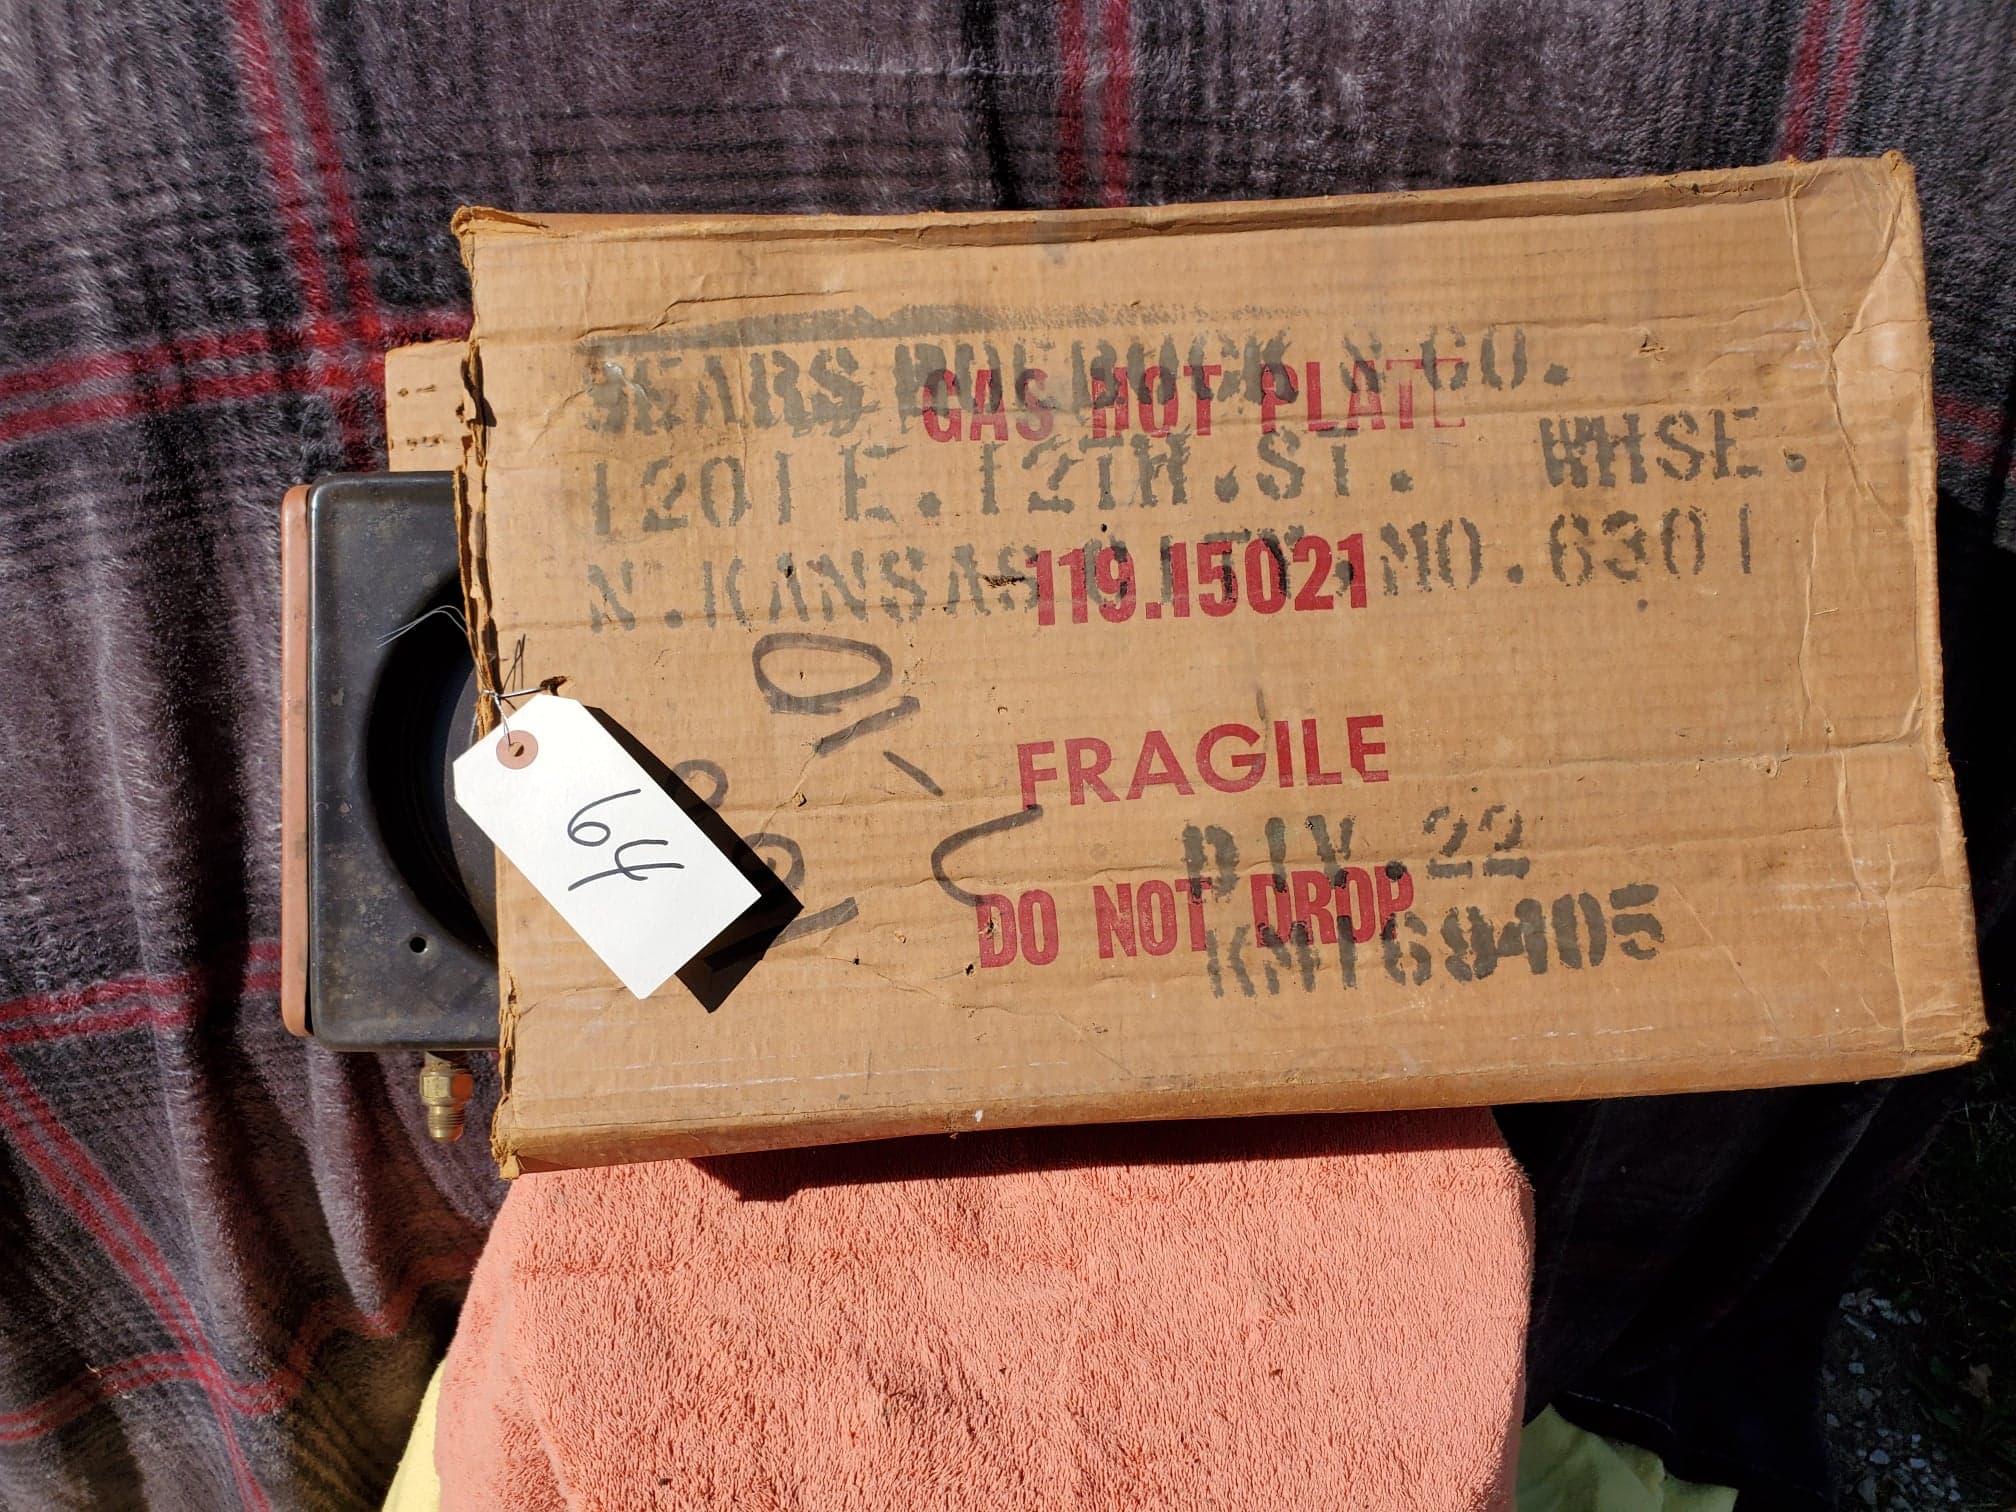 SEARS ROEBUCK & CO.
GAS HOT PLATE
1201 E. 12TH. ST. WHSE.
N. KANSAS CITY, MO. 6301
119.15021
FRAGILE
DIV. 22
DO NOT DROP
KM169405
64